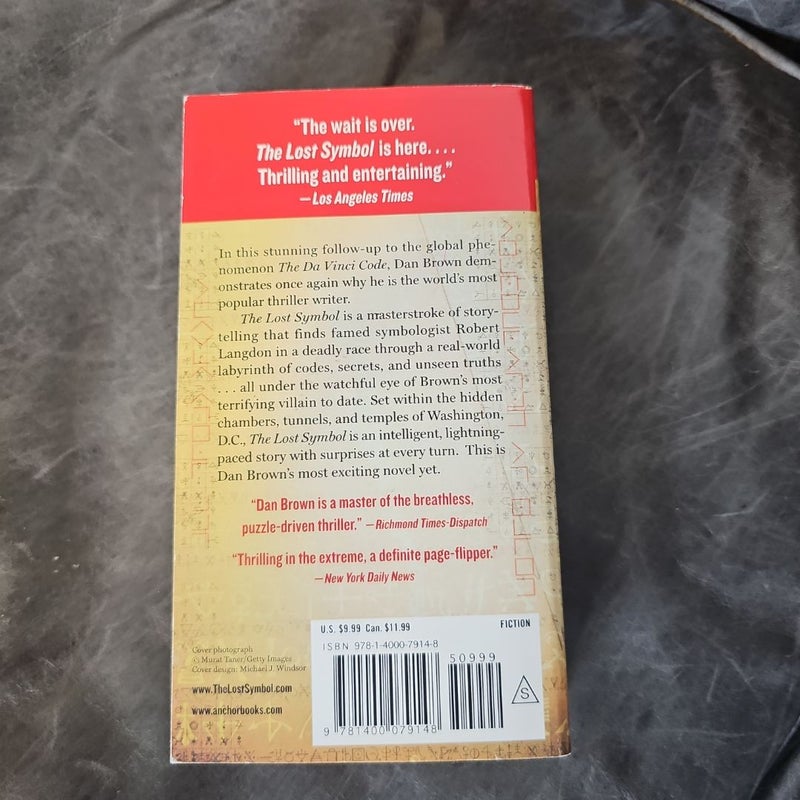 “The wait is over.
The Lost Symbol is here. . . .
Thrilling and entertaining.”
—Los Angeles Times
In this stunning follow-up to the global phe-
nomenon The Da Vinci Code, Dan Brown dem-
onstrates once again why he is the world’s most
popular thriller writer.
The Lost Symbol is a masterstroke of story-
telling that finds famed symbologist Robert
Langdon in a deadly race through a real-world
labyrinth of codes, secrets, and unseen truths
. . . all under the watchful eye of Brown’s most
terrifying villain to date. Set within the hidden
chambers, tunnels, and temples of Washington,
D.C., The Lost Symbol is an intelligent, lightning-
paced story with surprises at every turn. This is
Dan Brown’s most exciting novel yet.
“Dan Brown is a master of the breathless,
puzzle-driven thriller.” —Richmond Times-Dispatch
“Thrilling in the extreme, a definite page-flipper.”
—New York Daily News
U.S. $9.99 Can. $11.99 FICTION
ISBN 978-1-4000-7914-8
50999
S
9 781400 079148
Cover photograph
© Murat Taner/Getty Images
Cover design: Michael J. Windsor
www.TheLostSymbol.com
www.anchorbooks.com